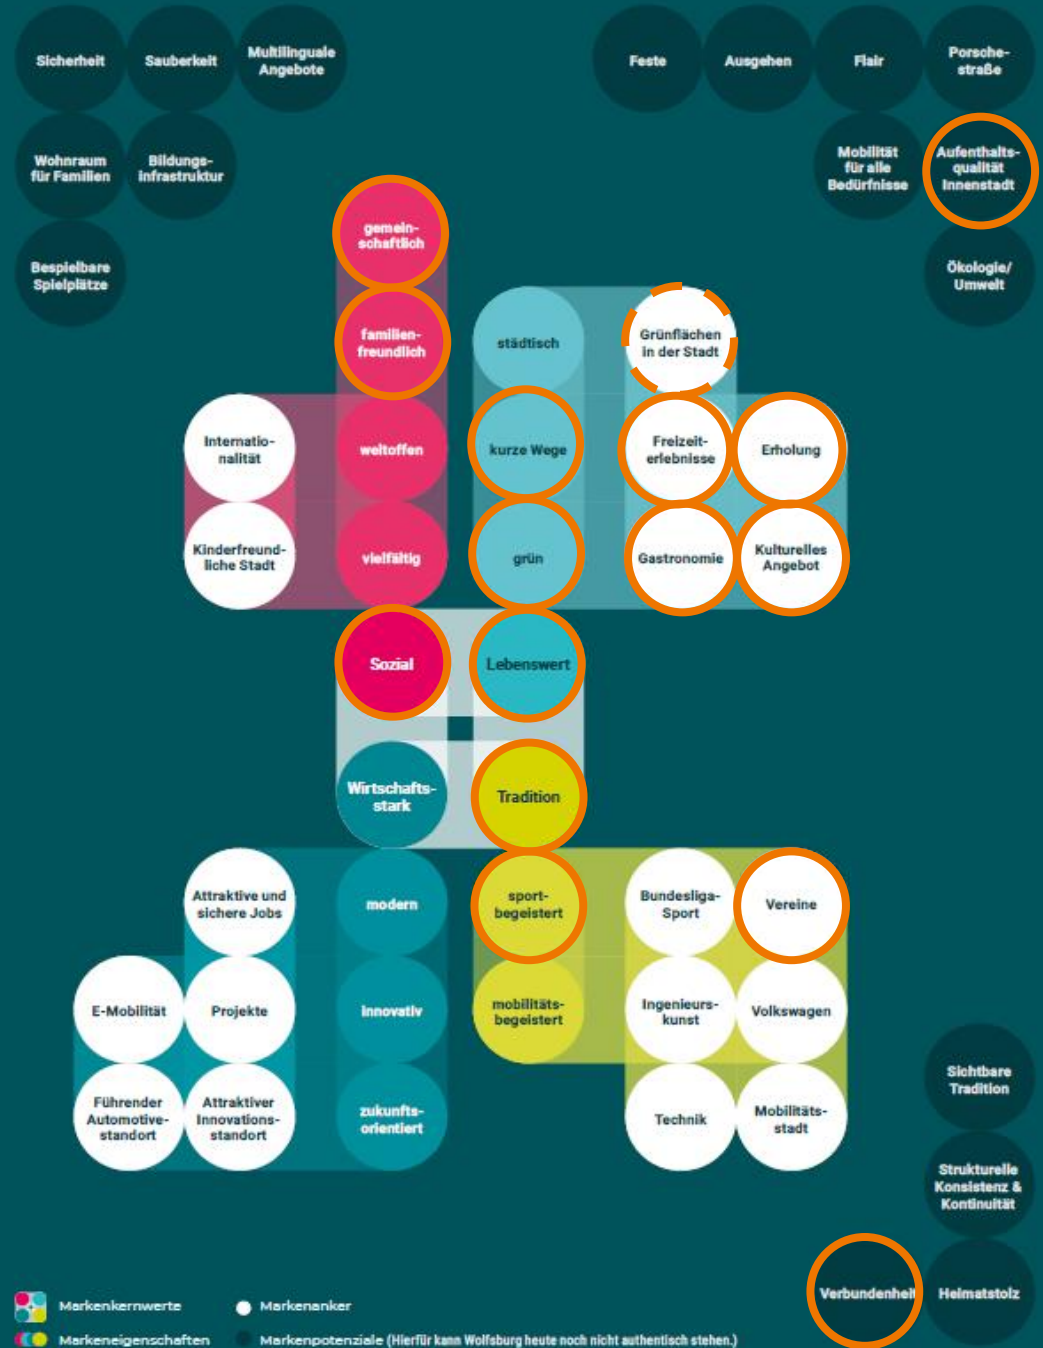 Sicherheit
Sauberkeit
Multilinguale
Angebote
Feste
Ausgehen
Flair
Porsche-
straße
Wohnraum
für Familien
Bildungs-
infrastruktur
Mobilität
für alle
Bedürfnisse
Aufenthalts-
qualität
Innenstadt
Bespielbare
Spielplätze
Ökologie/
Umwelt
gemein-
schaftlich
familien-
freundlich
städtisch
Grünflächen
in der Stadt
Internatio-
nalität
weltoffen
kurze Wege
Freizeit-
erlebnisse
Erholung
Kinderfreund-
liche Stadt
vielfältig
grün
Gastronomie
Kulturelles
Angebot
Sozial
Lebenswert
Wirtschafts-
stark
Tradition
Attraktive und
sichere Jobs
modern
sport-
begeistert
Bundesliga-
Sport
Vereine
E-Mobilität
Projekte
innovativ
mobilitäts-
begeistert
Ingenieurs-
kunst
Volkswagen
Führender
Automotive-
standort
Attraktiver
Innovations-
standort
zukunfts-
orientiert
Technik
Mobilitäts-
stadt
Sichtbare
Tradition
Strukturelle
Konsistenz &
Kontinuität
Verbundenheit
Heimatstolz
Markenkernwerte
Markenanker
Markeneigenschaften
Markenpotenziale (Hierfür kann Wolfsburg heute noch nicht authentisch stehen.)